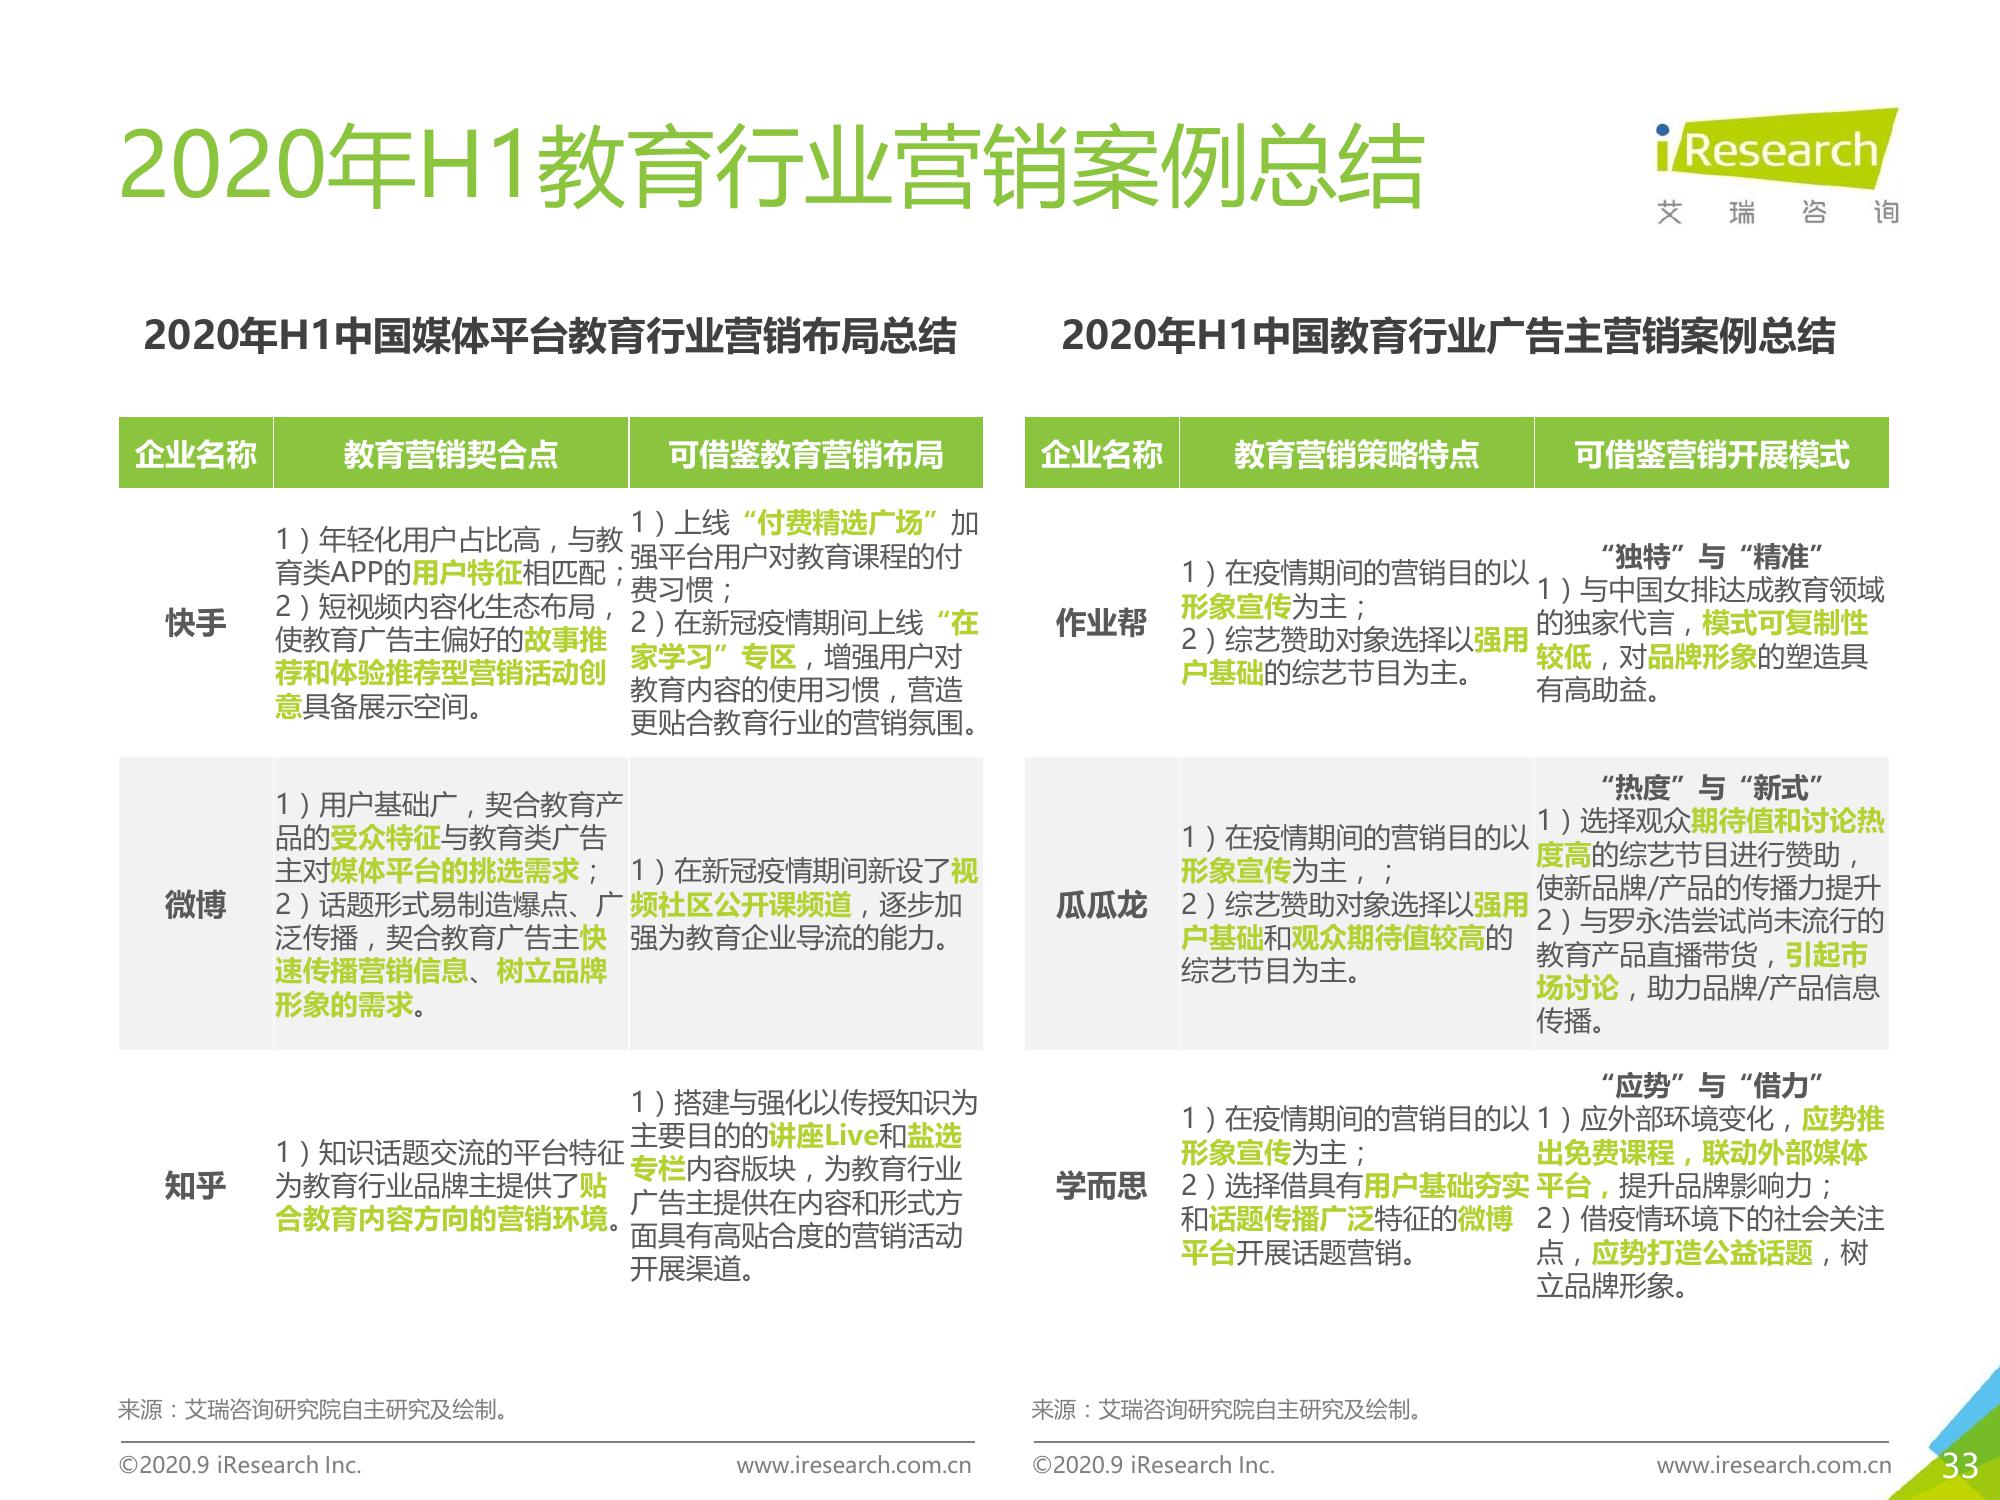 2020年H1教育行业营销案例总结
iResearch
艾瑞咨询
2020年H1中国媒体平台教育行业营销布局总结
企业名称
教育营销契合点
可借鉴教育营销布局
快手
1）年轻化用户占比高，与教
育类APP的用户特征相匹配；
2）短视频内容化生态布局，
使教育广告主偏好的故事推
荐和体验推荐型营销活动创
意具备展示空间。
1）上线“付费精选广场”加
强平台用户对教育课程的付
费习惯；
2）在新冠疫情期间上线“在
家学习”专区，增强用户对
教育内容的使用习惯，营造
更贴合教育行业的营销氛围。
微博
1）用户基础广，契合教育产
品的受众特征与教育类广告
主对媒体平台的挑选需求；
2）话题形式易制造爆点、广
泛传播，契合教育广告主快
速传播营销信息、树立品牌
形象的需求。
1）在新冠疫情期间新设了视
频社区公开课频道，逐步加
强为教育企业导流的能力。
知乎
1）知识话题交流的平台特征
为教育行业品牌主提供了贴
合教育内容方向的营销环境。
1）搭建与强化以传授知识为
主要目的的讲座Live和盐选
专栏内容版块，为教育行业
广告主提供在内容和形式方
面具有高贴合度的营销活动
开展渠道。
2020年H1中国教育行业广告主营销案例总结
企业名称
教育营销策略特点
可借鉴营销开展模式
作业帮
1）在疫情期间的营销目的以
形象宣传为主；
2）综艺赞助对象选择以强用
户基础的综艺节目为主。
“独特”与“精准”
1）与中国女排达成教育领域
的独家代言，模式可复制性
较低，对品牌形象的塑造具
有高助益。
瓜瓜龙
1）在疫情期间的营销目的以
形象宣传为主，；
2）综艺赞助对象选择以强用
户基础和观众期待值较高的
综艺节目为主。
“热度”与“新式”
1）选择观众期待值和讨论热
度高的综艺节目进行赞助，
使新品牌/产品的传播力提升
2）与罗永浩尝试尚未流行的
教育产品直播带货，引起市
场讨论，助力品牌/产品信息
传播。
学而思
1）在疫情期间的营销目的以
形象宣传为主；
2）选择借具有用户基础夯实
和话题传播广泛特征的微博
平台开展话题营销。
“应势”与“借力”
1）应外部环境变化，应势推
出免费课程，联动外部媒体
平台，提升品牌影响力；
2）借疫情环境下的社会关注
点，应势打造公益话题，树
立品牌形象。
来源：艾瑞咨询研究院自主研究及绘制。
来源：艾瑞咨询研究院自主研究及绘制。
©2020.9 iResearch Inc.
www.iresearch.com.cn
©2020.9 iResearch Inc.
www.iresearch.com.cn
33